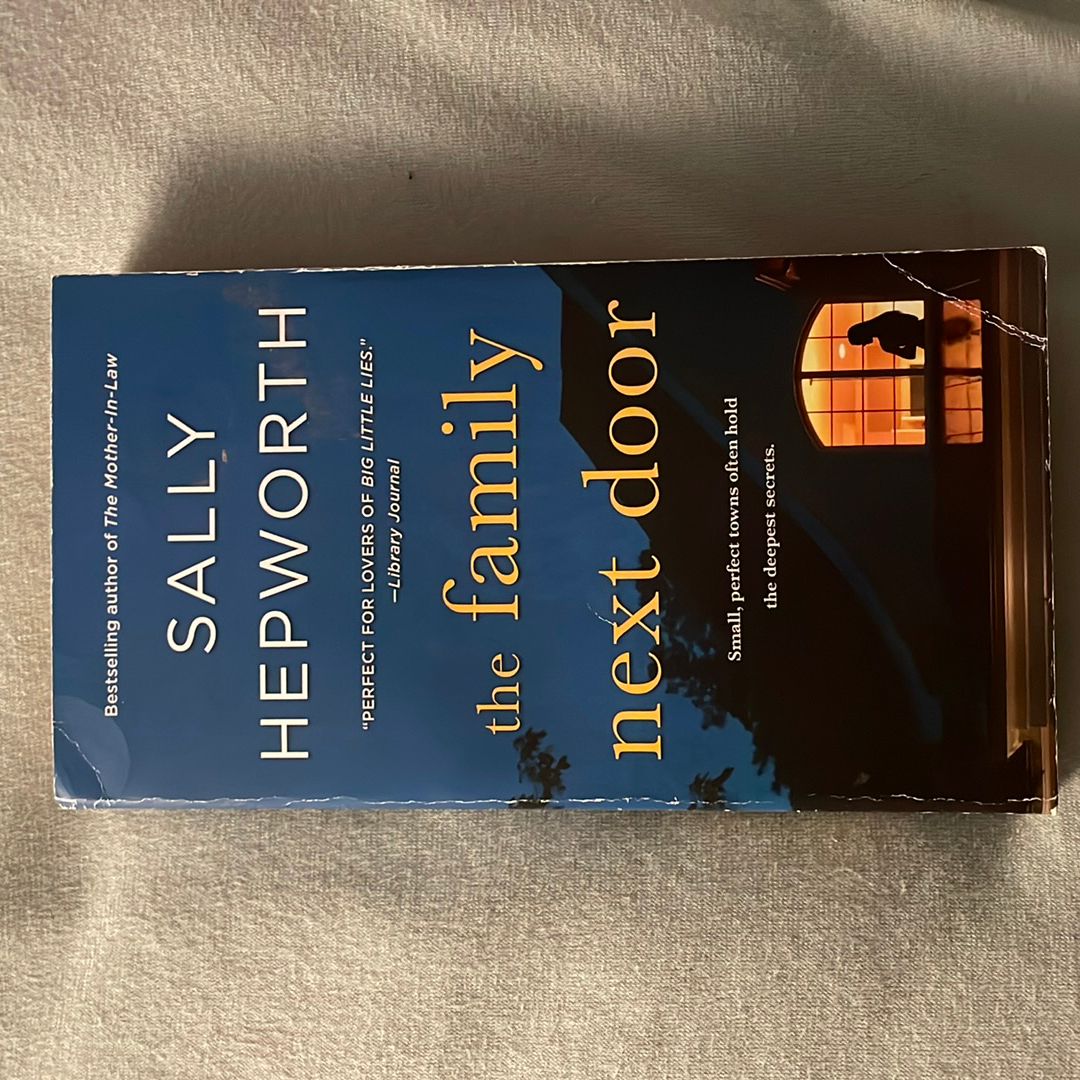 Bestselling author of The Mother-In-Law
SALLY
HEPWORTH
“PERFECT FOR LOVERS OF BIG LITTLE LIES.”
—Library Journal
the family
next door
Small, perfect towns often hold
the deepest secrets.